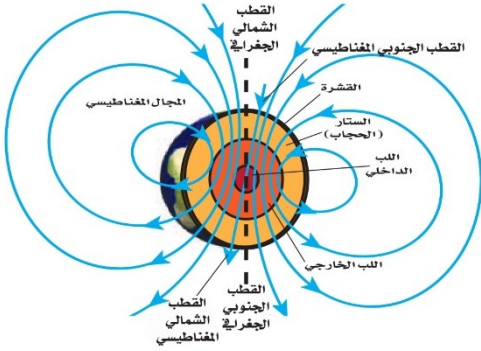 القطب
الشمالي
الجغرافي
القطب الجنوبي المغناطيسي
القشرة
المجال المغناطيسي
الستار
(الحجاب)
اللب
الداخلي
اللب الخارجي
القطب
الجنوبي
الجغرافي
القطب
الشمالي
المغناطيسي